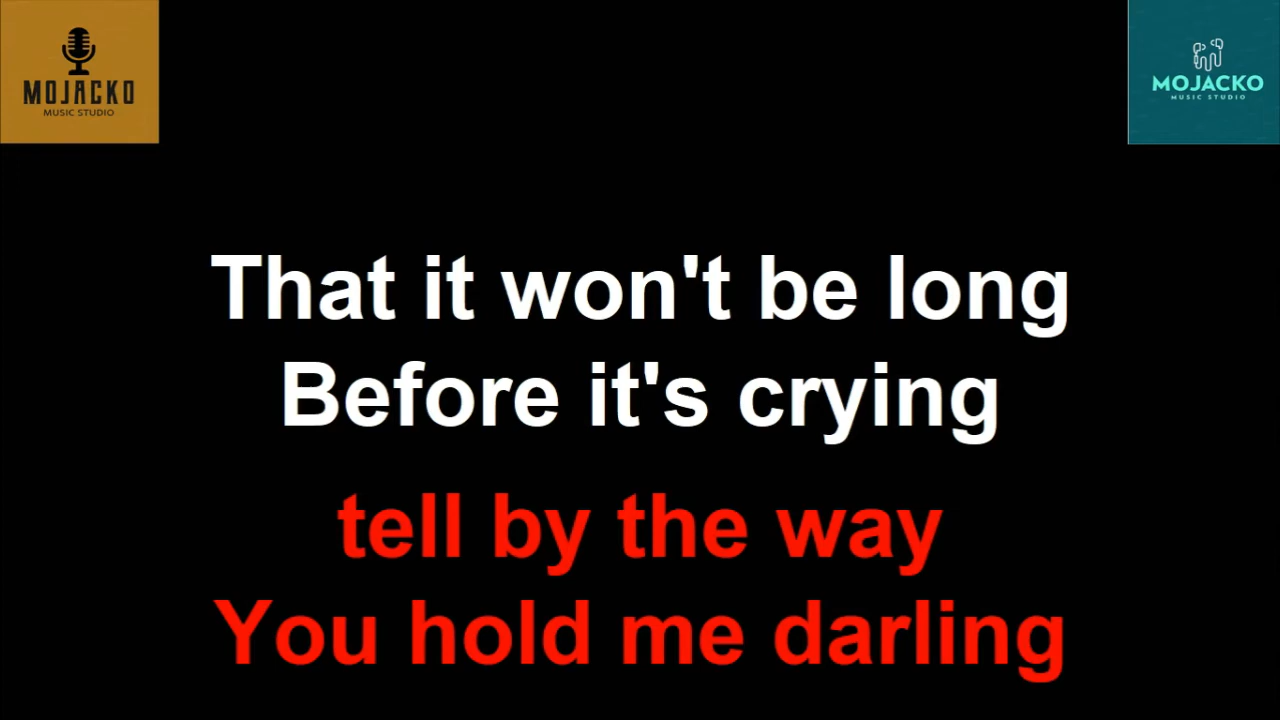 MOJACKO
MUSIC STUDIO
MOJACKO
MUSIC STUDIO
That it won't be long
Before it's crying
tell by the way
You hold me darling